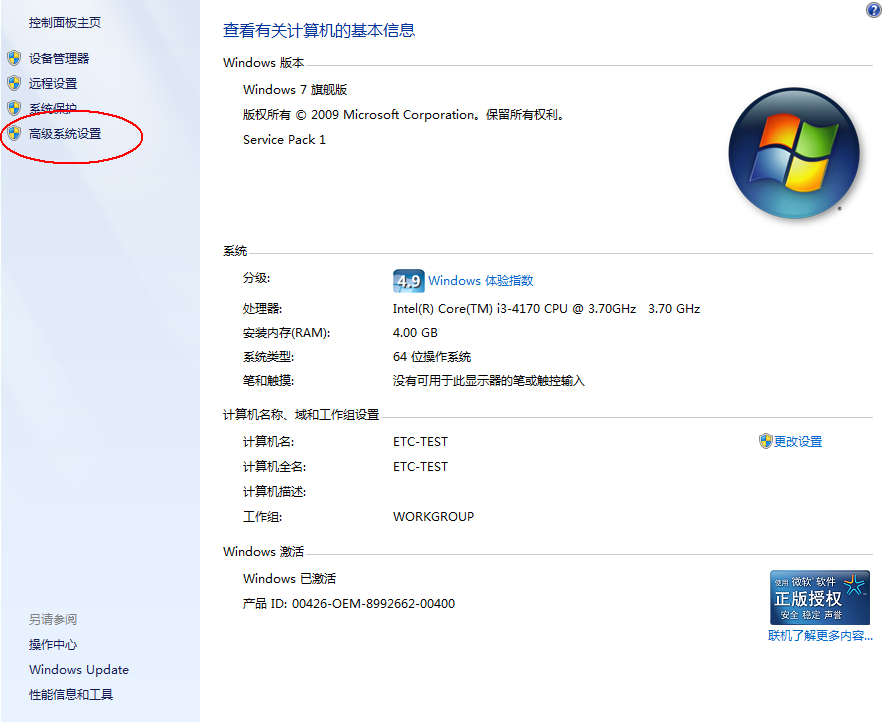 控制面板主页
设备管理器
远程设置
系统保护
高级系统设置
另请参阅
操作中心
Windows Update
性能信息和工具
查看有关计算机的基本信息
Windows 版本
Windows 7 旗舰版
版权所有 © 2009 Microsoft Corporation。保留所有权利。
Service Pack 1
系统
分级: 4.9 Windows 体验指数
处理器: Intel(R) Core(TM) i3-4170 CPU @ 3.70GHz 3.70 GHz
安装内存(RAM): 4.00 GB
系统类型: 64 位操作系统
笔和触摸: 没有可用于此显示器的笔或触控输入
计算机名称、域和工作组设置
计算机名: ETC-TEST 更改设置
计算机全名: ETC-TEST
计算机描述:
工作组: WORKGROUP
Windows 激活
Windows 已激活
产品 ID: 00426-OEM-8992662-00400
使用 微软 软件
正版授权
安全 稳定 声誉
联机了解更多内容...